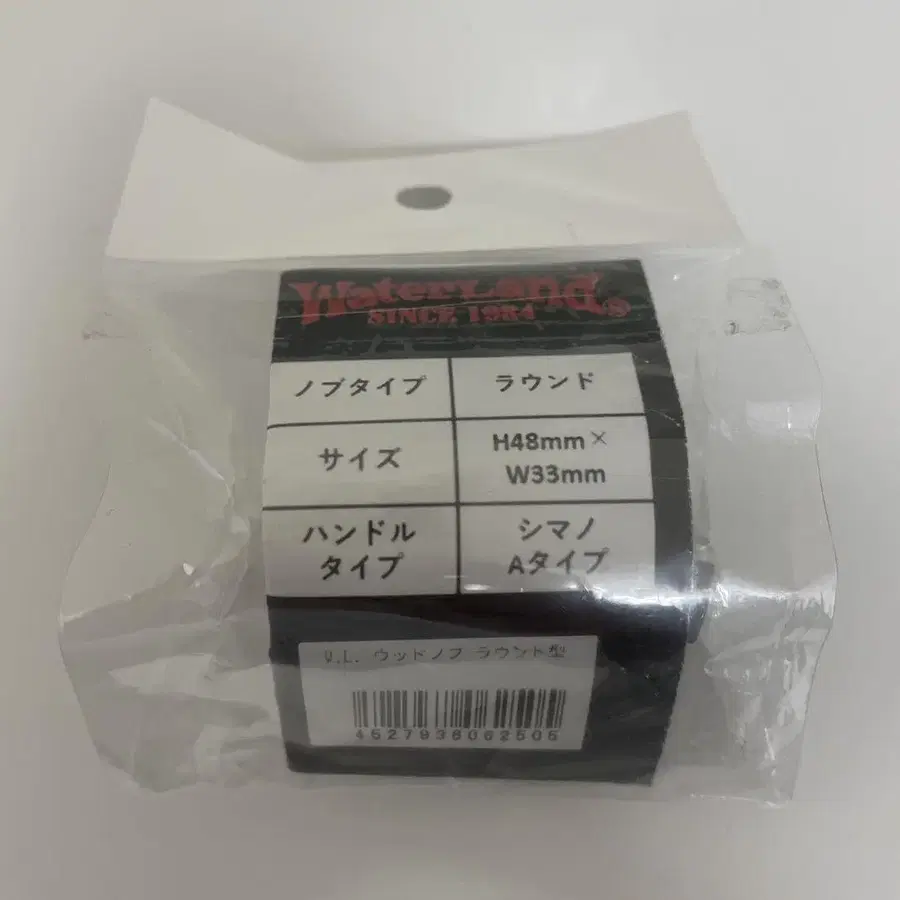 WaterLand
SINCE 1984
ノブタイプ ラウンド
サイズ H48mm×
W33mm
ハンドル シマノ
タイプ Aタイプ
W.L. ウッドノブ ラウンド型
4527936062505